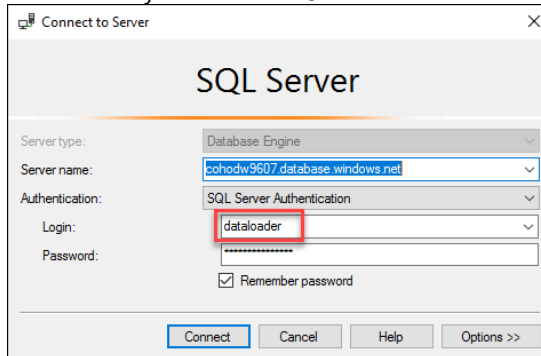 Connect to Server
SQL Server
Server type: Database Engine
Server name: cohodw9607.database.windows.net
Authentication: SQL Server Authentication
Login: dataloader
Password: ***************
Remember password
Connect Cancel Help Options >>